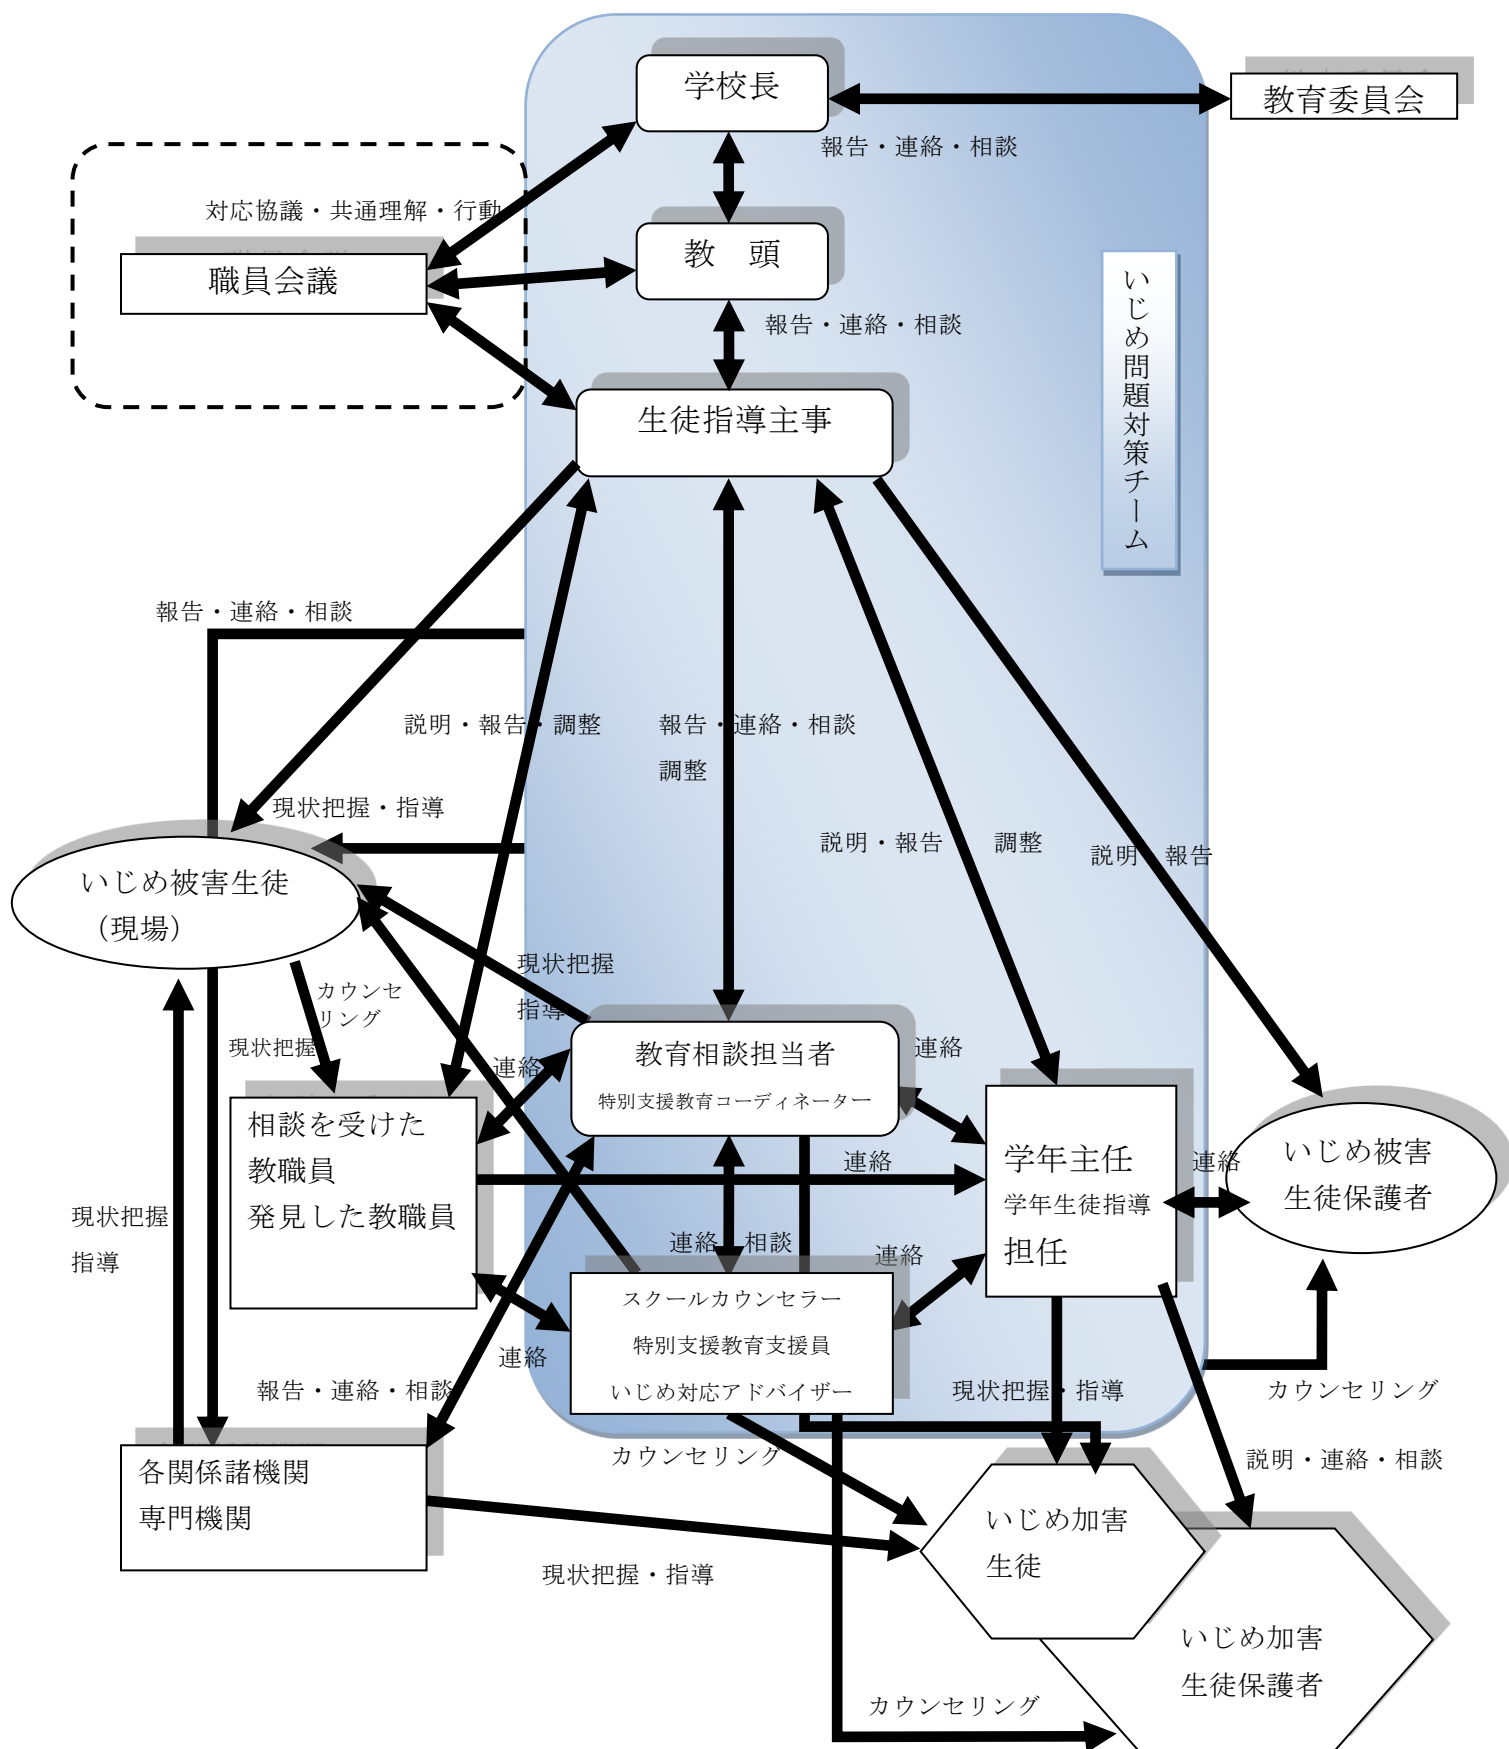 学校長
教育委員会
報告・連絡・相談
対応協議・共通理解・行動
教　頭
職員会議
報告・連絡・相談
いじめ問題対策チーム
生徒指導主事
報告・連絡・相談
説明・報告・調整
報告・連絡・相談
調整
現状把握・指導
説明・報告
調整
説明・報告
いじめ被害生徒
（現場）
現状把握
指導
カウンセ
リング
現状把握
連絡
教育相談担当者
特別支援教育コーディネーター
連絡
相談を受けた
教職員
発見した教職員
連絡
学年主任
学年生徒指導
担任
連絡
いじめ被害
生徒保護者
現状把握
指導
連絡・相談
連絡
スクールカウンセラー
特別支援教育支援員
いじめ対応アドバイザー
連絡
報告・連絡・相談
現状把握・指導
カウンセリング
カウンセリング
説明・連絡・相談
各関係諸機関
専門機関
いじめ加害
生徒
現状把握・指導
いじめ加害
生徒保護者
カウンセリング